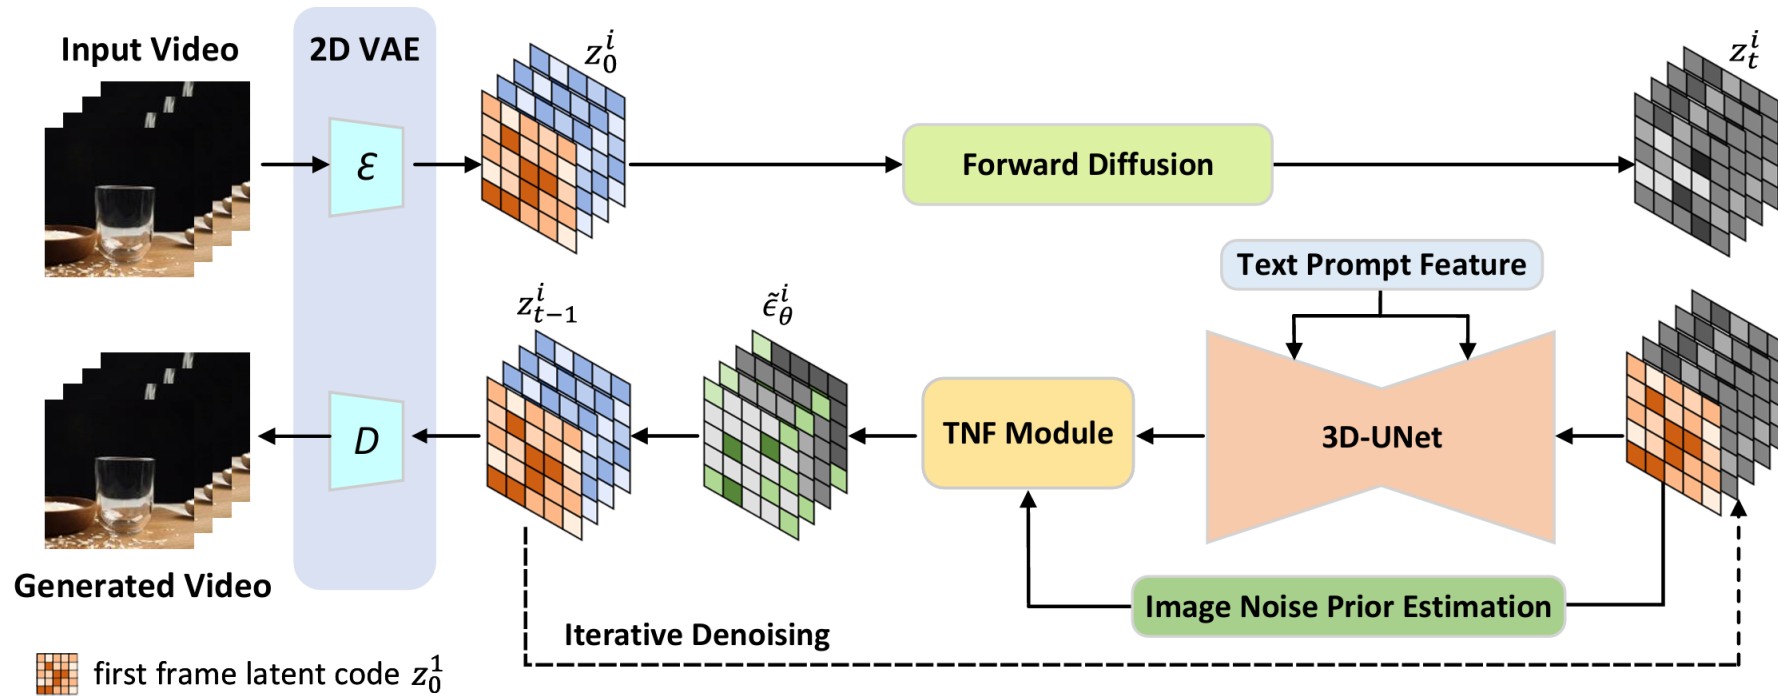 Input Video
2D VAE
z_0^i
z_t^i
ℰ
Forward Diffusion
Text Prompt Feature
z_{t-1}^i
ε̃_θ^i
D
TNF Module
3D-UNet
Generated Video
Image Noise Prior Estimation
Iterative Denoising
first frame latent code z_0^1